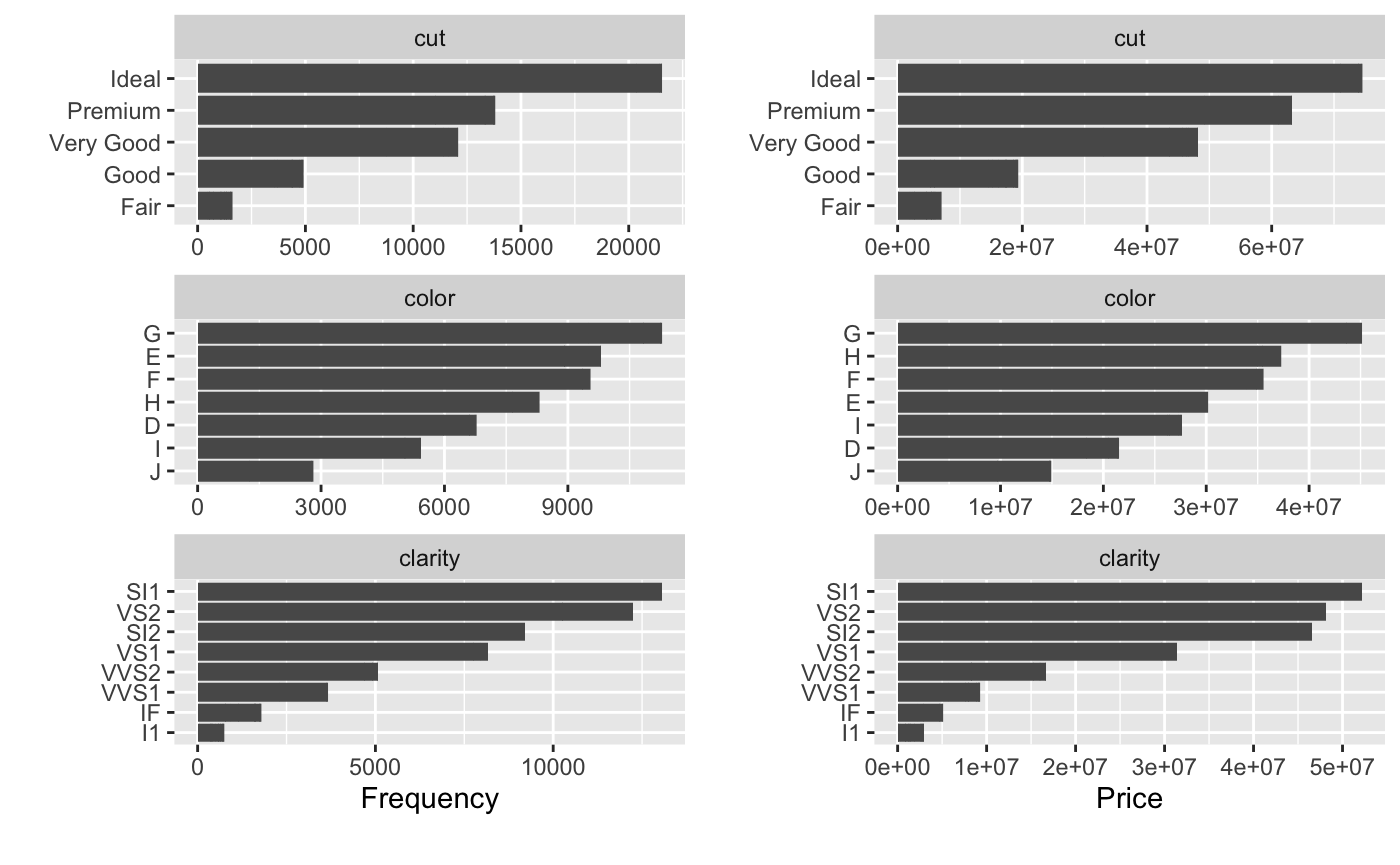 cut
Ideal
Premium
Very Good
Good
Fair
0 5000 10000 15000 20000
color
G
E
F
H
D
I
J
0 3000 6000 9000
clarity
SI1
VS2
SI2
VS1
VVS2
VVS1
IF
I1
0 5000 10000
Frequency
cut
Ideal
Premium
Very Good
Good
Fair
0e+00 2e+07 4e+07 6e+07
color
G
H
F
E
I
D
J
0e+00 1e+07 2e+07 3e+07 4e+07
clarity
SI1
VS2
SI2
VS1
VVS2
VVS1
IF
I1
0e+00 1e+07 2e+07 3e+07 4e+07 5e+07
Price